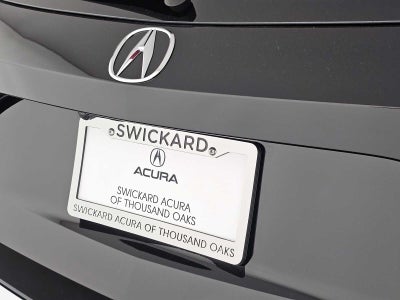 SWICKARD
ACURA
SWICKARD ACURA
OF THOUSAND OAKS
SWICKARD ACURA OF THOUSAND OAKS